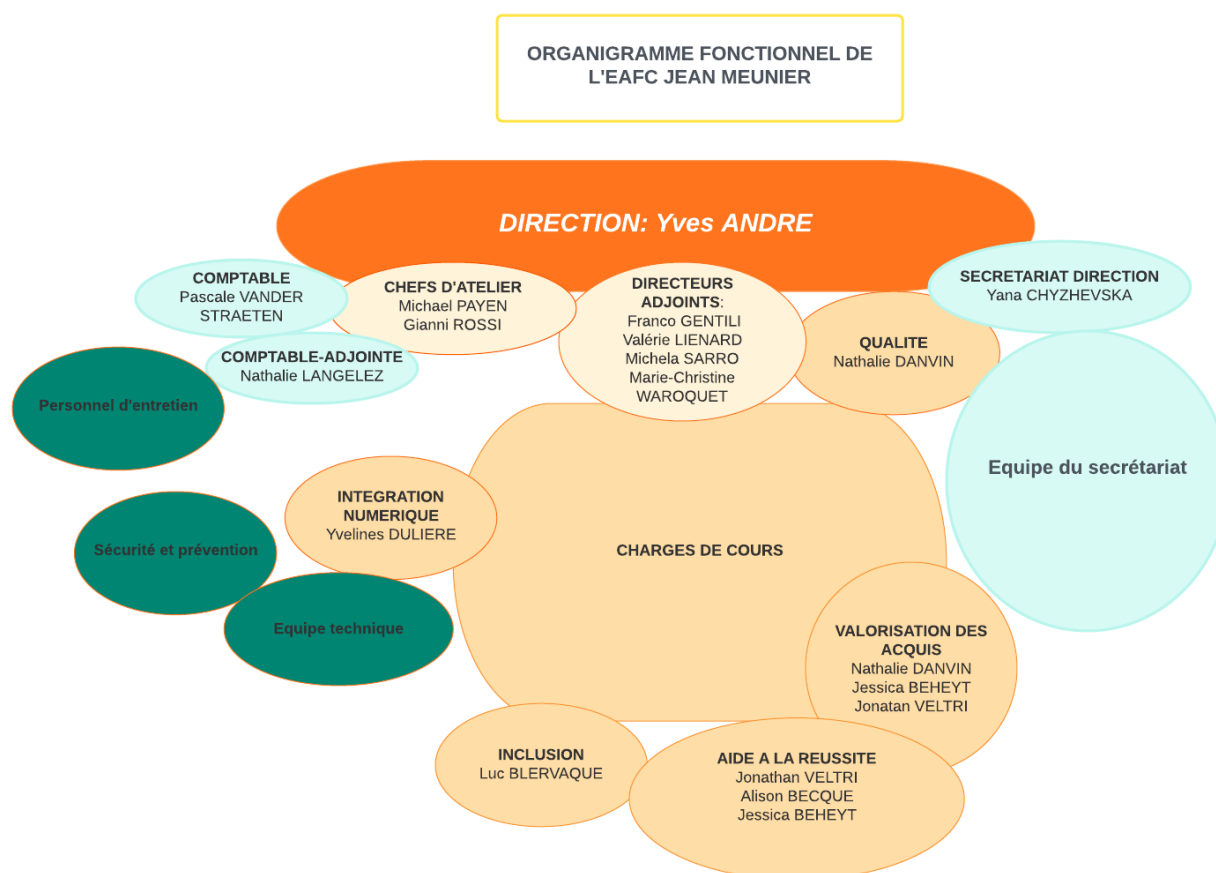 ORGANIGRAMME FONCTIONNEL DE
L'EAFC JEAN MEUNIER
DIRECTION: Yves ANDRE
COMPTABLE
Pascale VANDER
STRAETEN
CHEFS D'ATELIER
Michael PAYEN
Gianni ROSSI
DIRECTEURS
ADJOINTS:
Franco GENTILI
Valérie LIENARD
Michela SARRO
Marie-Christine
WAROQUET
SECRETARIAT DIRECTION
Yana CHYZHEVSKA
QUALITE
Nathalie DANVIN
COMPTABLE-ADJOINTE
Nathalie LANGELEZ
Personnel d'entretien
Equipe du secrétariat
INTEGRATION
NUMERIQUE
Yvelines DULIERE
Sécurité et prévention
CHARGES DE COURS
Equipe technique
VALORISATION DES
ACQUIS
Nathalie DANVIN
Jessica BEHEYT
Jonatan VELTRI
INCLUSION
Luc BLERVAQUE
AIDE A LA REUSSITE
Jonathan VELTRI
Alison BECQUE
Jessica BEHEYT